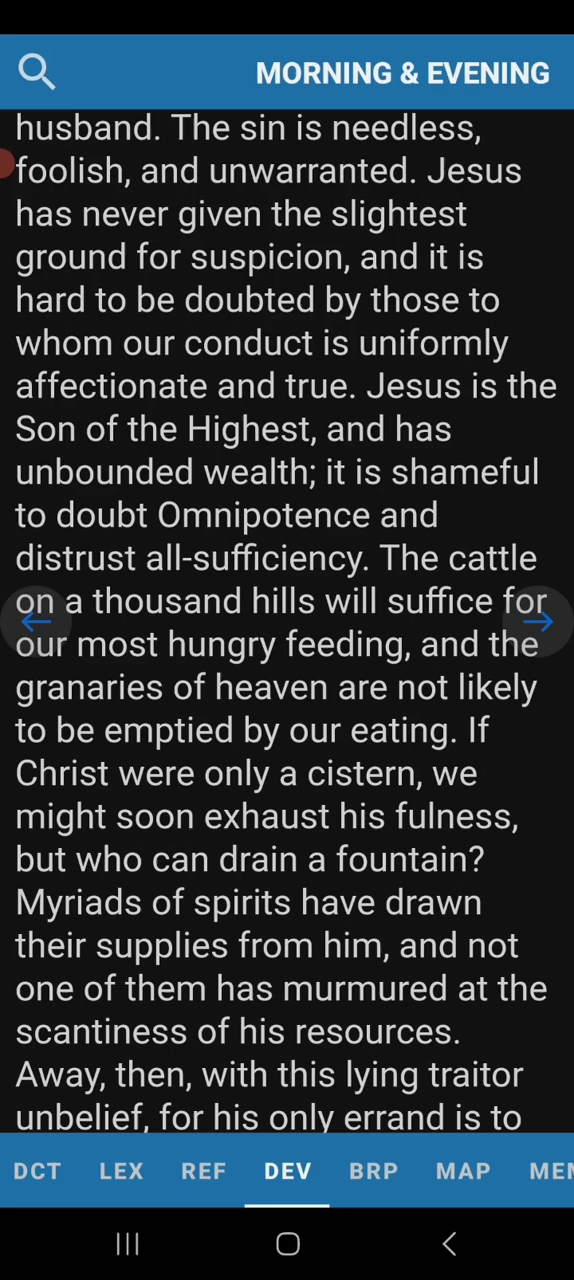 MORNING & EVENING
husband. The sin is needless,
foolish, and unwarranted. Jesus
has never given the slightest
ground for suspicion, and it is
hard to be doubted by those to
whom our conduct is uniformly
affectionate and true. Jesus is the
Son of the Highest, and has
unbounded wealth; it is shameful
to doubt Omnipotence and
distrust all-sufficiency. The cattle
on a thousand hills will suffice for
our most hungry feeding, and the
granaries of heaven are not likely
to be emptied by our eating. If
Christ were only a cistern, we
might soon exhaust his fulness,
but who can drain a fountain?
Myriads of spirits have drawn
their supplies from him, and not
one of them has murmured at the
scantiness of his resources.
Away, then, with this lying traitor
unbelief, for his only errand is to
DCT LEX REF DEV BRP MAP MEM